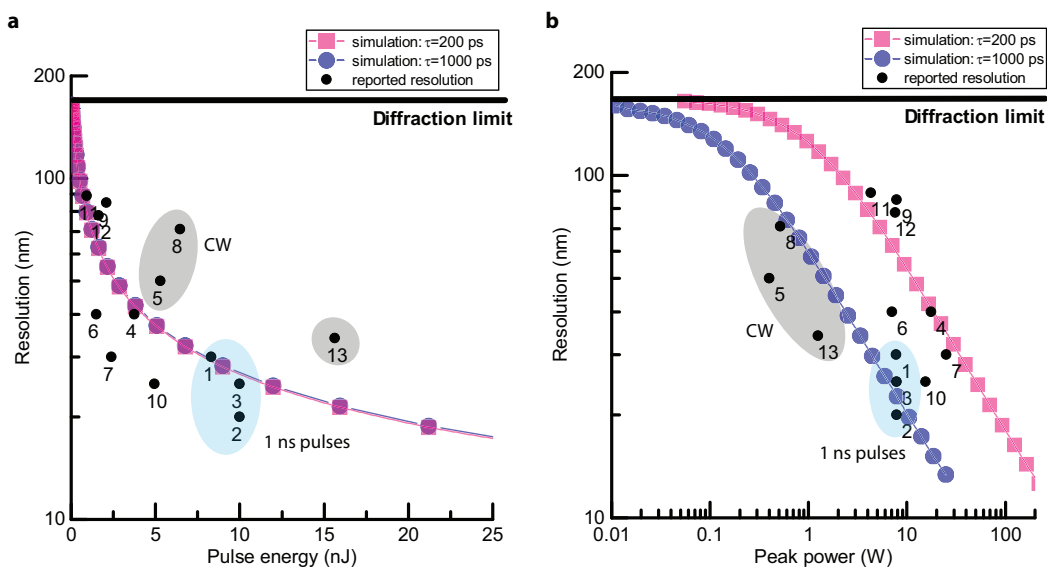 a
simulation: τ=200 ps
simulation: τ=1000 ps
reported resolution
200
Diffraction limit
100
11
9
12
8
CW
5
6
4
7
1
13
10
3
2
1 ns pulses
10
0
5
10
15
20
25
Resolution (nm)
Pulse energy (nJ)
b
simulation: τ=200 ps
simulation: τ=1000 ps
reported resolution
200
Diffraction limit
100
11
9
12
8
5
CW
13
6
4
1
7
3
10
2
1 ns pulses
10
0.01
0.1
1
10
100
Resolution (nm)
Peak power (W)